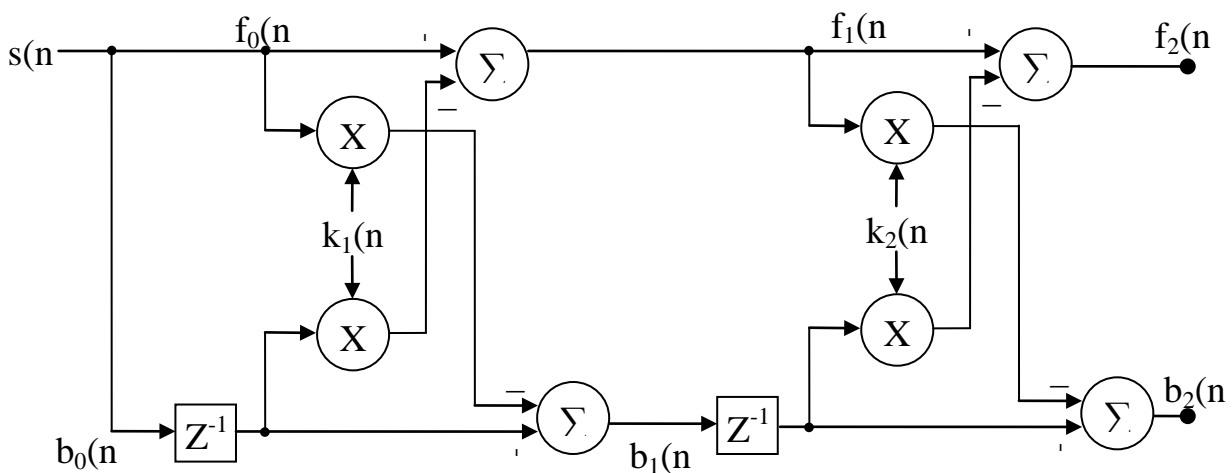 s(n
f₀(n
f₁(n
f₂(n
Σ
Σ
−
−
X
X
k₁(n
k₂(n
X
X
−
−
b₀(n
Z⁻¹
Σ
b₁(n
Z⁻¹
Σ
b₂(n